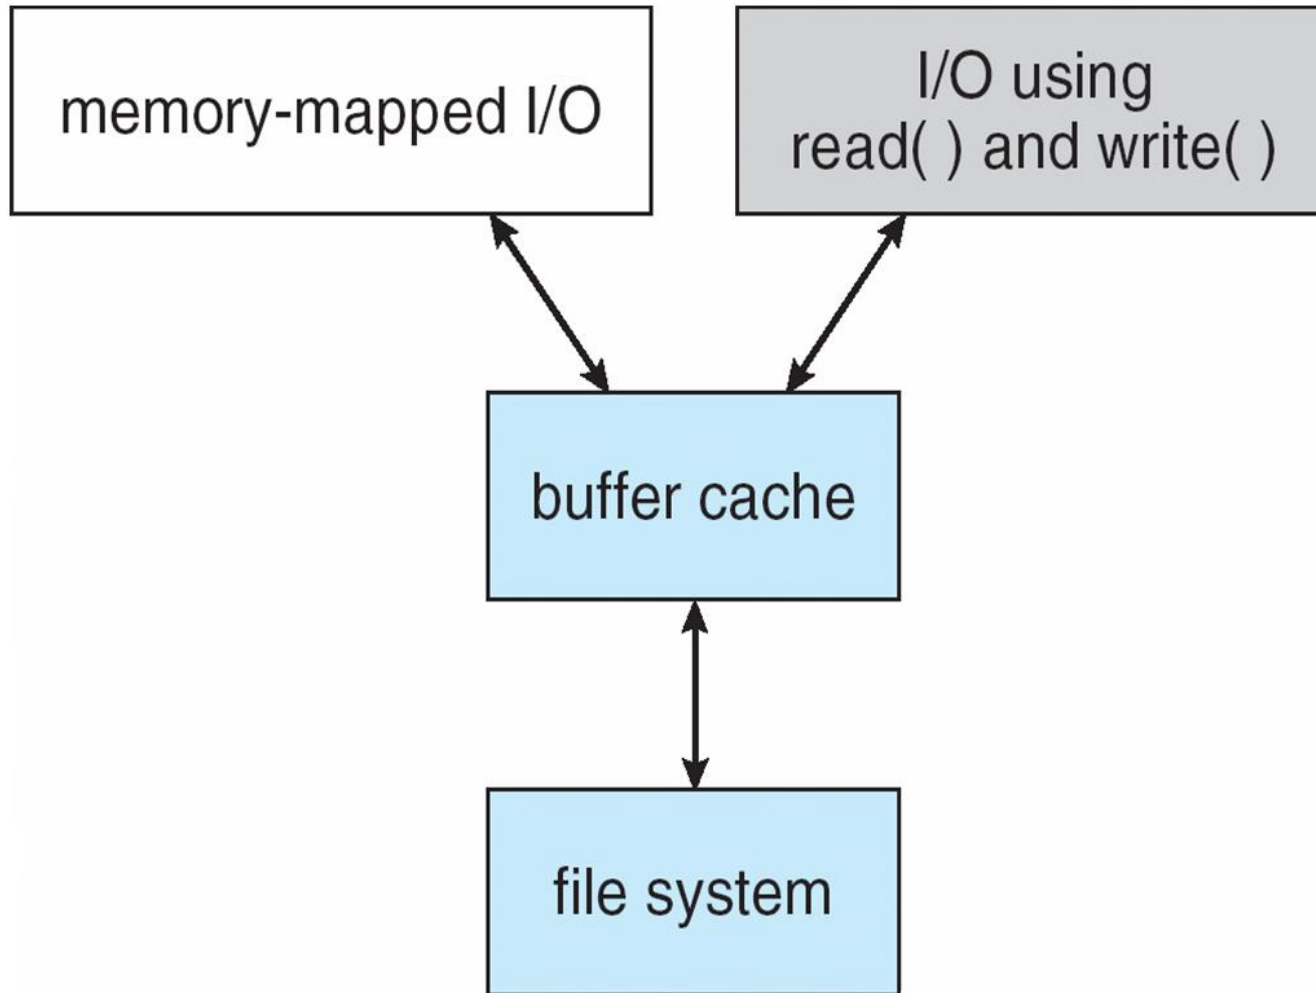 memory-mapped I/O
I/O using
read( ) and write( )
buffer cache
file system